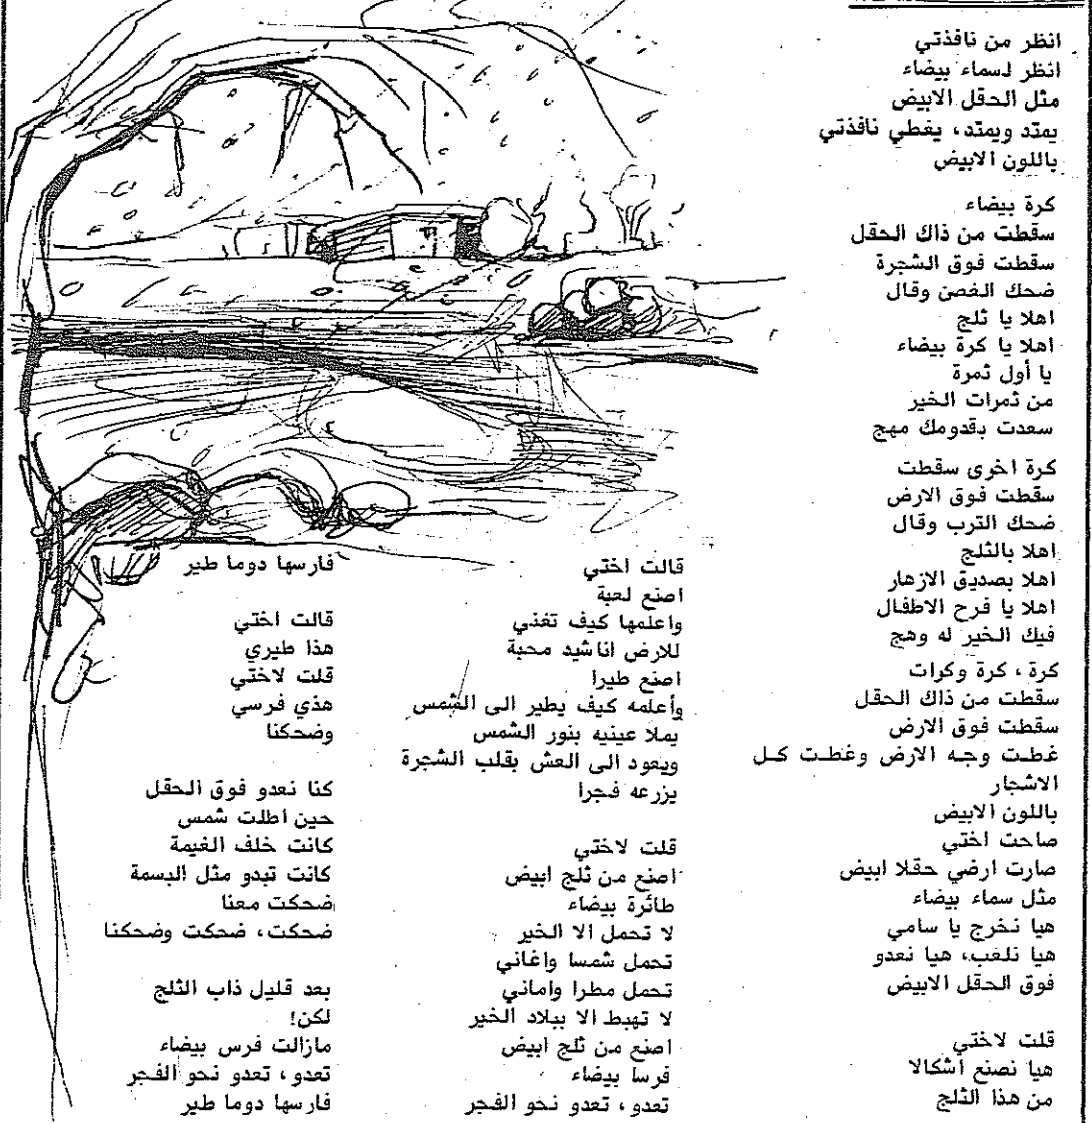 انظر من نافذتي
انظر لسماء بيضاء
مثل الحقل الابيض
يمتد ويمتد، يغطي نافذتي
باللون الابيض
كرة بيضاء
سقطت من ذاك الحقل
سقطت فوق الشجرة
ضحك الغصن وقال
اهلا يا ثلج
اهلا يا كرة بيضاء
يا أول ثمرة
من ثمرات الخير
سعدت بقدومك مهج
كرة اخرى سقطت
سقطت فوق الارض
ضحك الترب وقال
اهلا بالثلج
اهلا بصديق الازهار
اهلا يا فرح الاطفال
فيك الخير له وهج
كرة، كرة وكرات
سقطت من ذاك الحقل
سقطت فوق الارض
غطت وجه الارض وغطت كل
الاشجار
باللون الابيض
صاحت اختي
صارت ارضي حقلا ابيض
مثل سماء بيضاء
هيا نخرج يا سامي
هيا نلعب، هيا نعدو
فوق الحقل الابيض
قلت لاختي
هيا نصنع أشكالا
من هذا الثلج
قالت اختي
اصنع لعبة
واعلمها كيف تغني
للارض اناشيد محبة
اصنع طيرا
وأعلمه كيف يطير الى الشمس
يملا عينيه بنور الشمس
ويعود الى العش بقلب الشجرة
يزرعه فجرا
قلت لاختي
اصنع من ثلج ابيض
طائرة بيضاء
لا تحمل الا الخير
تحمل شمسا واغاني
تحمل مطرا واماني
لا تهبط الا ببلاد الخير
اصنع من ثلج ابيض
فرسا بيضاء
تعدو، تعدو نحو الفجر
فارسها دوما طير
قالت اختي
هذا طيري
قلت لاختي
هذي فرسي
وضحكنا
كنا نعدو فوق الحقل
حين اطلت شمس
كانت خلف الغيمة
كانت تبدو مثل البسمة
ضحكت معنا
ضحكت، ضحكت وضحكنا
بعد قليل ذاب الثلج
لكن!
مازالت فرس بيضاء
تعدو، تعدو نحو الفجر
فارسها دوما طير